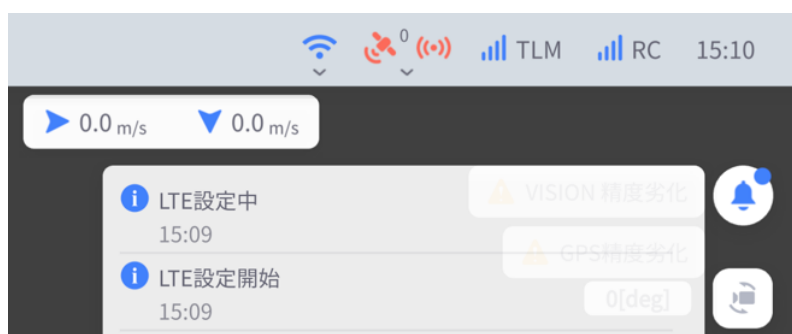 0
TLM
RC
15:10
0.0 m/s
0.0 m/s
LTE設定中
15:09
VISION 精度劣化
GPS精度劣化
LTE設定開始
15:09
0[deg]